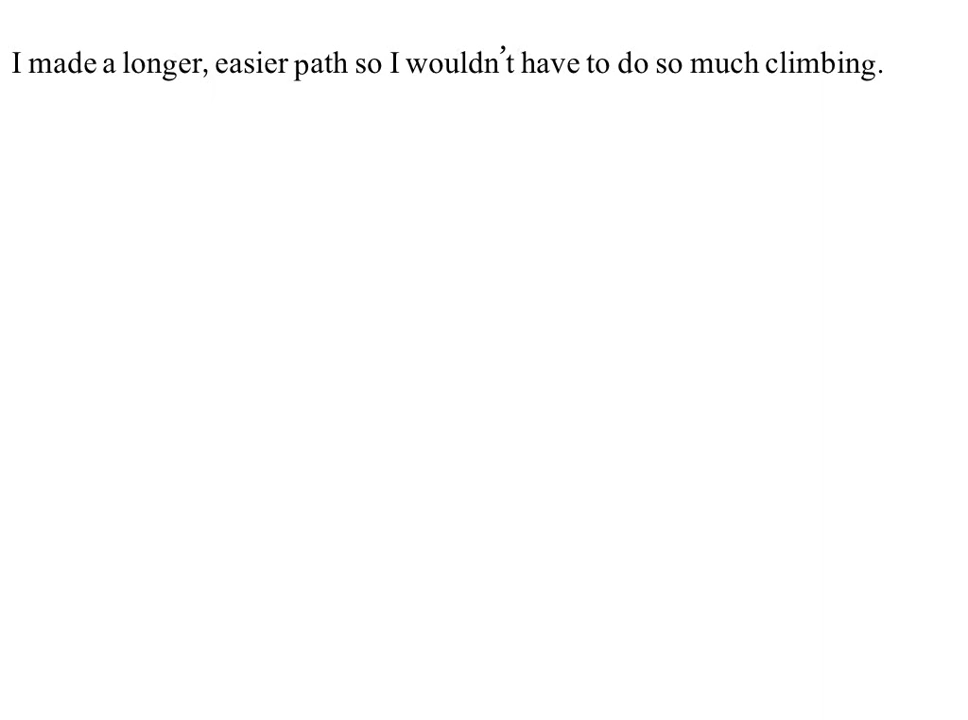 I made a longer, easier path so I wouldn’t have to do so much climbing.